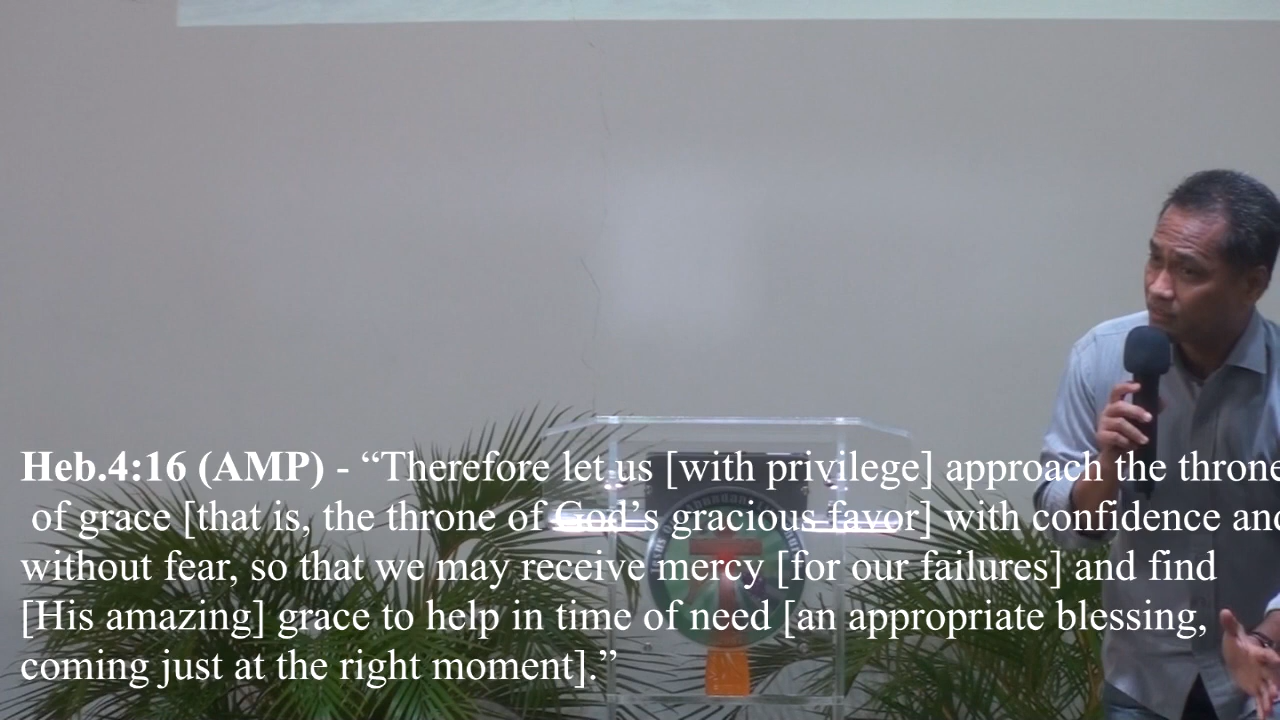 Heb.4:16 (AMP) - “Therefore let us [with privilege] approach the throne
of grace [that is, the throne of God’s gracious favor] with confidence and
without fear, so that we may receive mercy [for our failures] and find
[His amazing] grace to help in time of need [an appropriate blessing,
coming just at the right moment].”